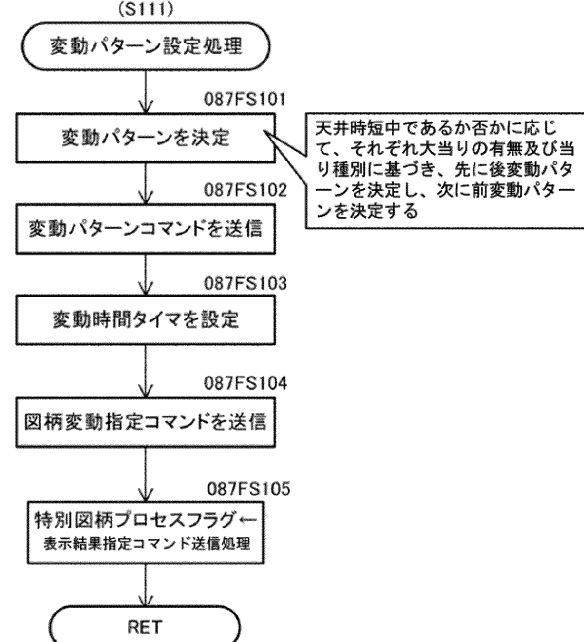 (S111)
変動パターン設定処理
087FS101
変動パターンを決定
天井時短中であるか否かに応じ
て、それぞれ大当りの有無及び当
り種別に基づき、先に後変動パタ
ーンを決定し、次に前変動パター
ンを決定する
087FS102
変動パターンコマンドを送信
087FS103
変動時間タイマを設定
087FS104
図柄変動指定コマンドを送信
087FS105
特別図柄プロセスフラグ←
表示結果指定コマンド送信処理
RET